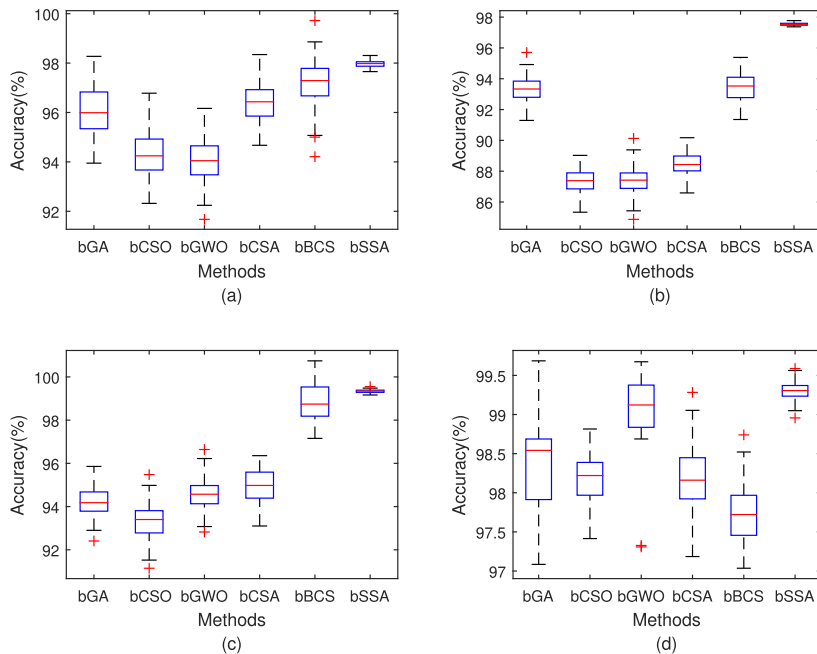 100
98
96
94
92
Accuracy(%)
bGA bCSO bGWO bCSA bBCS bSSA
Methods
(a)
98
96
94
92
90
88
86
Accuracy(%)
bGA bCSO bGWO bCSA bBCS bSSA
Methods
(b)
100
98
96
94
92
Accuracy(%)
bGA bCSO bGWO bCSA bBCS bSSA
Methods
(c)
99.5
99
98.5
98
97.5
97
Accuracy(%)
bGA bCSO bGWO bCSA bBCS bSSA
Methods
(d)